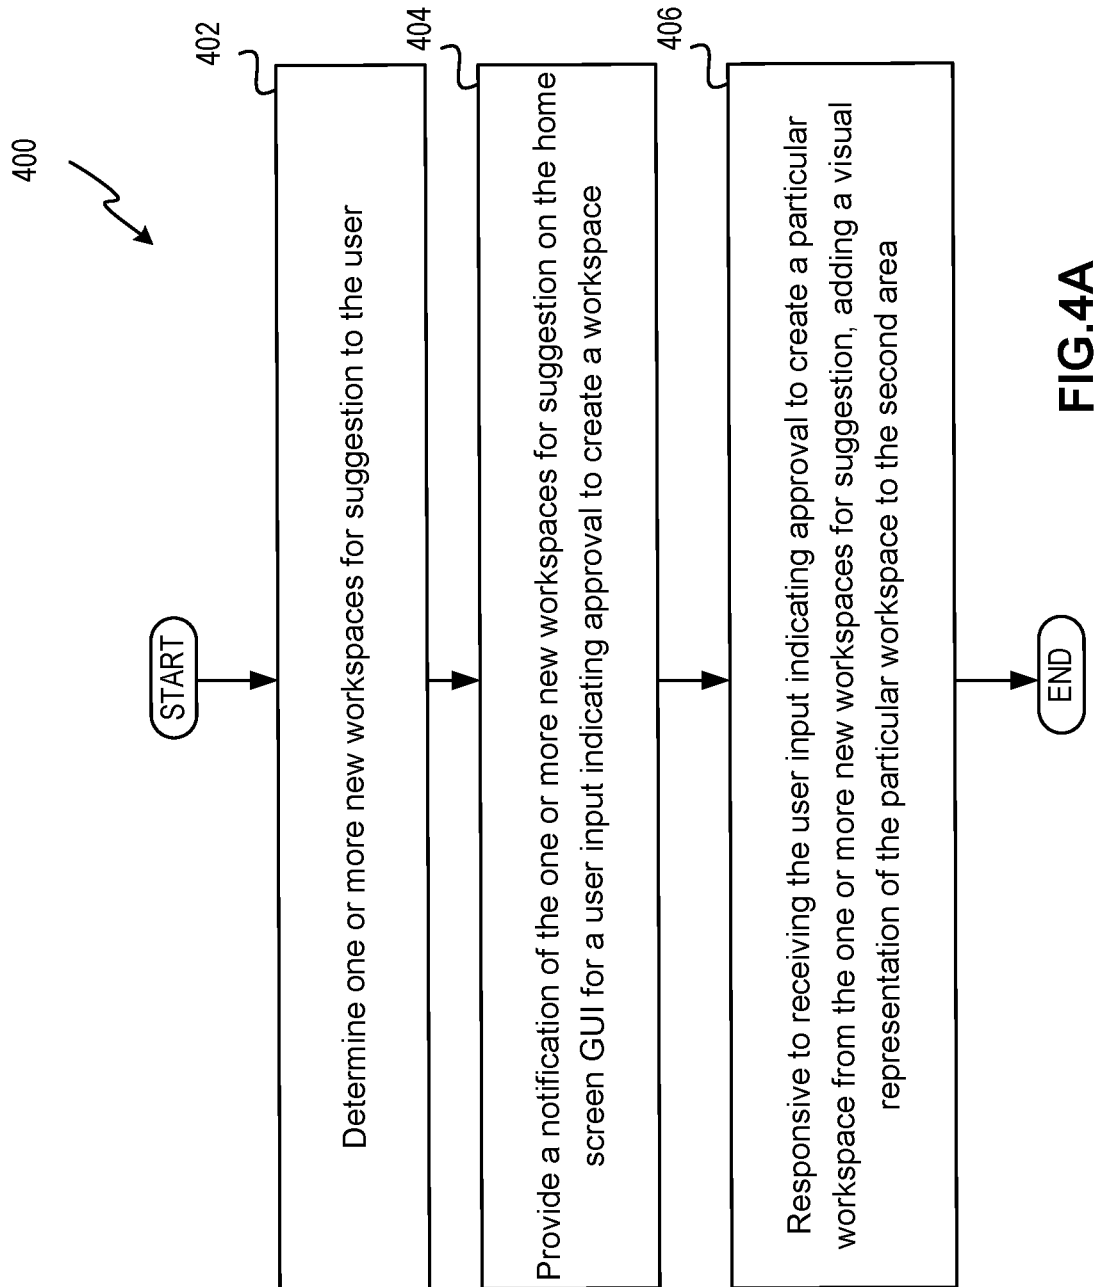 400
START
402
Determine one or more new workspaces for suggestion to the user
404
Provide a notification of the one or more new workspaces for suggestion on the home
screen GUI for a user input indicating approval to create a workspace
406
Responsive to receiving the user input indicating approval to create a particular
workspace from the one or more new workspaces for suggestion, adding a visual
representation of the particular workspace to the second area
END
FIG.4A